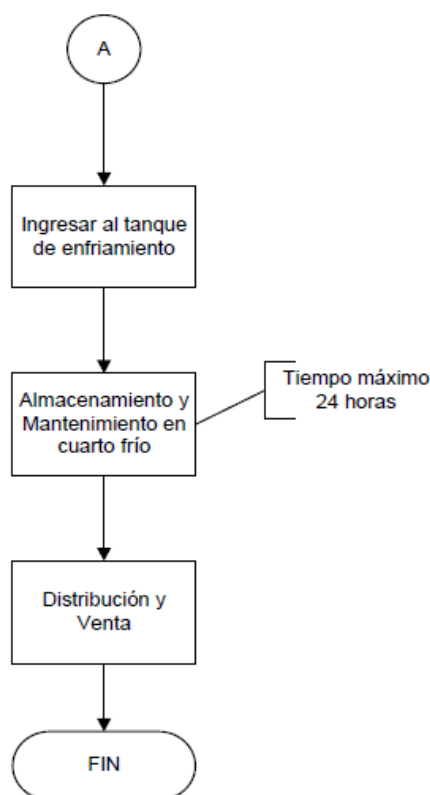 A
Ingresar al tanque
de enfriamiento
Almacenamiento y
Mantenimiento en
cuarto frío
Tiempo máximo
24 horas
Distribución y
Venta
FIN